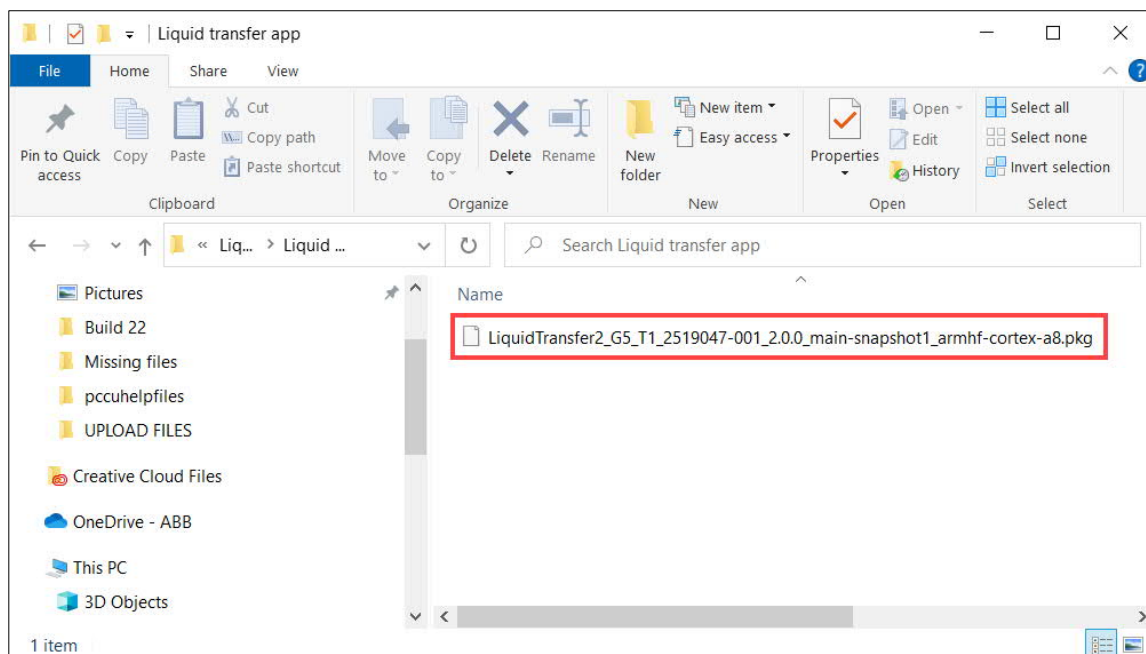 Liquid transfer app
File Home Share View
Pin to Quick access
Copy
Paste
Cut
Copy path
Paste shortcut
Clipboard
Move to
Copy to
Delete
Rename
Organize
New folder
New item
Easy access
New
Properties
Open
Edit
History
Open
Select all
Select none
Invert selection
Select
« Liq... > Liquid ...
Search Liquid transfer app
Pictures
Build 22
Missing files
pccuhelpfiles
UPLOAD FILES
Creative Cloud Files
OneDrive - ABB
This PC
3D Objects
Name
LiquidTransfer2_G5_T1_2519047-001_2.0.0_main-snapshot1_armhf-cortex-a8.pkg
1 item